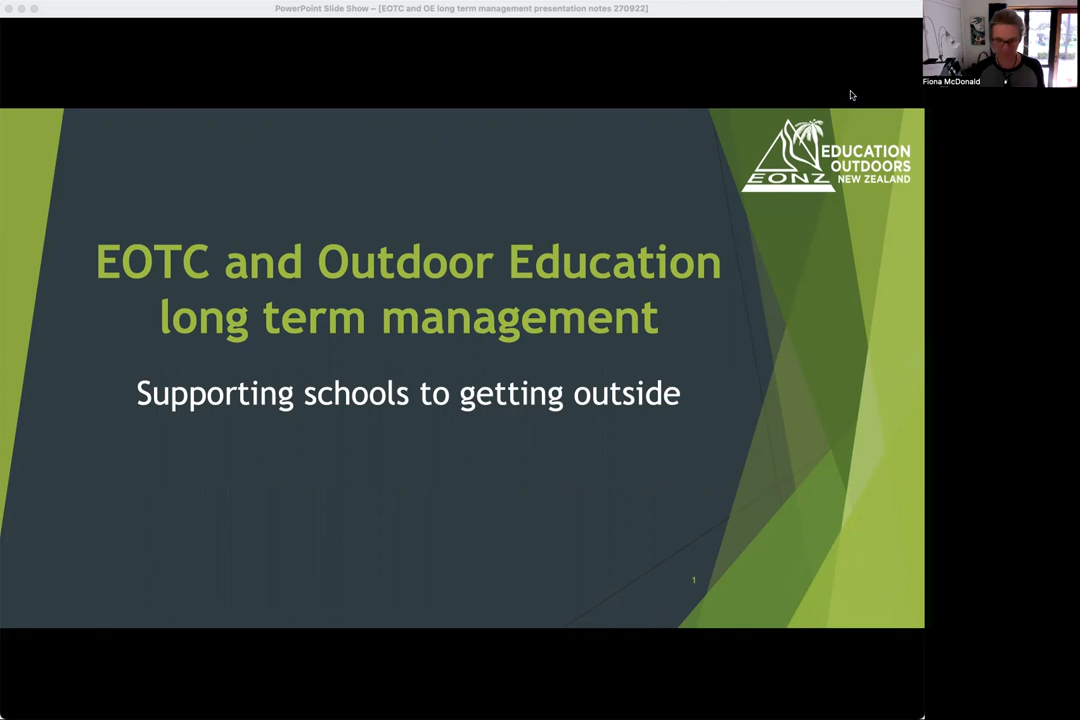 PowerPoint Slide Show – [EOTC and OE long term management presentation notes 270922]
Fiona McDonald
EONZ
EDUCATION
OUTDOORS
NEW ZEALAND
EOTC and Outdoor Education
long term management
Supporting schools to getting outside
1